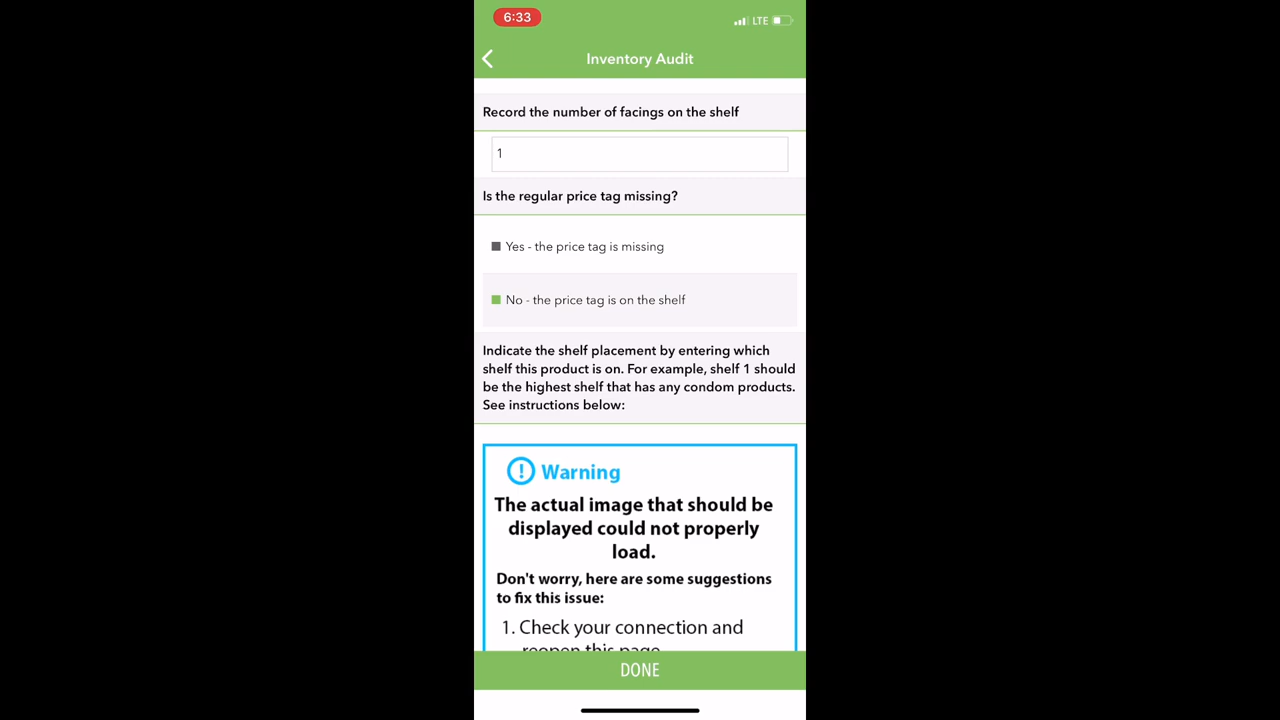 6:33
LTE
Inventory Audit
Record the number of facings on the shelf
1
Is the regular price tag missing?
Yes - the price tag is missing
No - the price tag is on the shelf
Indicate the shelf placement by entering which
shelf this product is on. For example, shelf 1 should
be the highest shelf that has any condom products.
See instructions below:
Warning
The actual image that should be
displayed could not properly
load.
Don't worry, here are some suggestions
to fix this issue:
1. Check your connection and
reopen this page
DONE